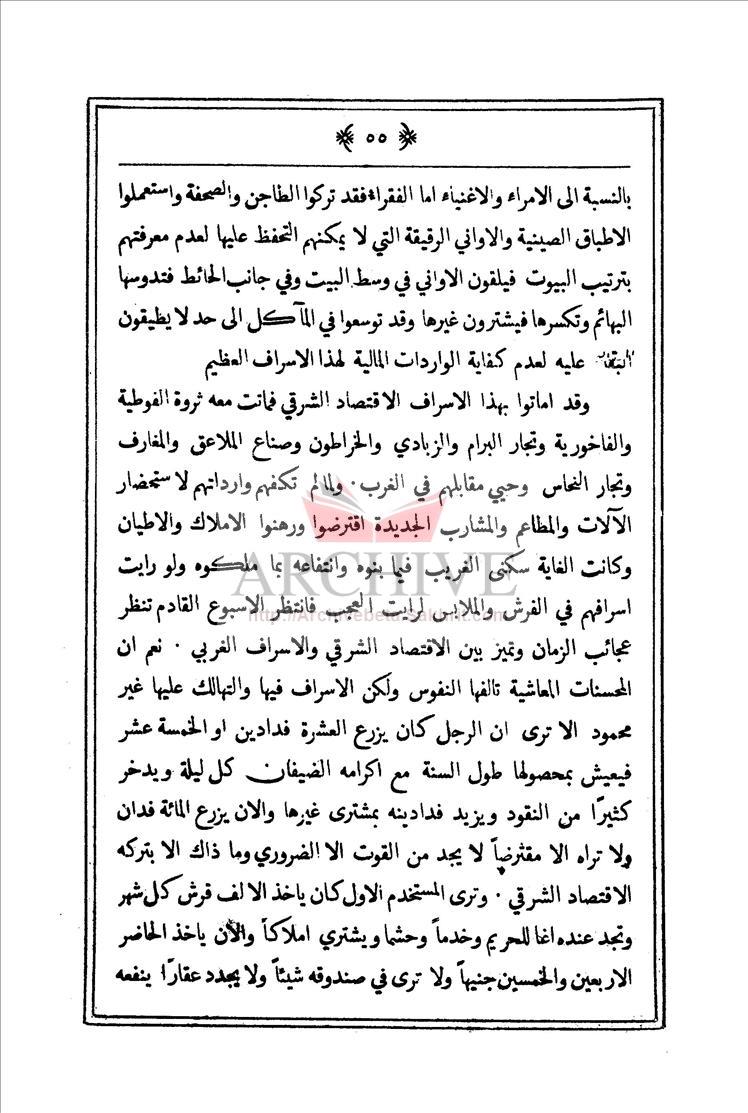 ﴿ ٥٥ ﴾
بالنسبة الى الامراء والاغنياء اما الفقراء فقد تركوا الطاجن والصحفة واستعملوا
الاطباق الصينية والاواني الرقيقة التي لا يمكنهم التحفظ عليها لعدم معرفتهم
بترتيب البيوت فيلقون الاواني في وسط البيت وفي جانب الحائط فتدوسها
البهائم وتكسرها فيشترون غيرها وقد توسعوا في المآكل الى حد لا يطيقون
البقاء عليه لعدم كفاية الواردات المالية لهذا الاسراف العظيم
وقد اماتوا بهذا الاسراف الاقتصاد الشرقي فماتت معه ثروة الفوطية
والفاخورية وتجار البرام والزبادي والخراطون وصناع الملاعق والمغارف
وتجار النحاس وحيي مقابلهم في الغرب · ولما لم تكفهم وارداتهم لاستحضار
الآلات والمطاعم والمشارب الجديدة اقترضوا ورهنوا الاملاك والاطيان
وكانت الغاية سكنى الغريب فيما بنوه وانتفاعه بما ملكوه ولو رايت
اسرافهم في الفرش والملابس لرايت العجب فانتظر الاسبوع القادم تنظر
عجائب الزمان وتميز بين الاقتصاد الشرقي والاسراف الغربي · نعم ان
المحسنات المعاشية تالفها النفوس ولكن الاسراف فيها والتهالك عليها غير
محمود الا ترى ان الرجل كان يزرع العشرة فدادين او الخمسة عشر
فيعيش بمحصولها طول السنة مع اكرامه الضيفان كل ليلة ويدخر
كثيرًا من النقود ويزيد فدادينه بمشترى غيرها والان يزرع المائة فدان
ولا تراه الا مقترضاً لا يجد من القوت الا الضروري وما ذاك الا بتركه
الاقتصاد الشرقي · وترى المستخدم الاول كان ياخذ الالف قرش كل شهر
وتجد عنده اغا للحريم وخدماً وحشما ويشتري املاكاً والآن ياخذ الحاضر
الاربعين والخمسين جنيهاً ولا ترى في صندوقه شيئاً ولا يجدد عقارًا ينفعه
ARCHIVE